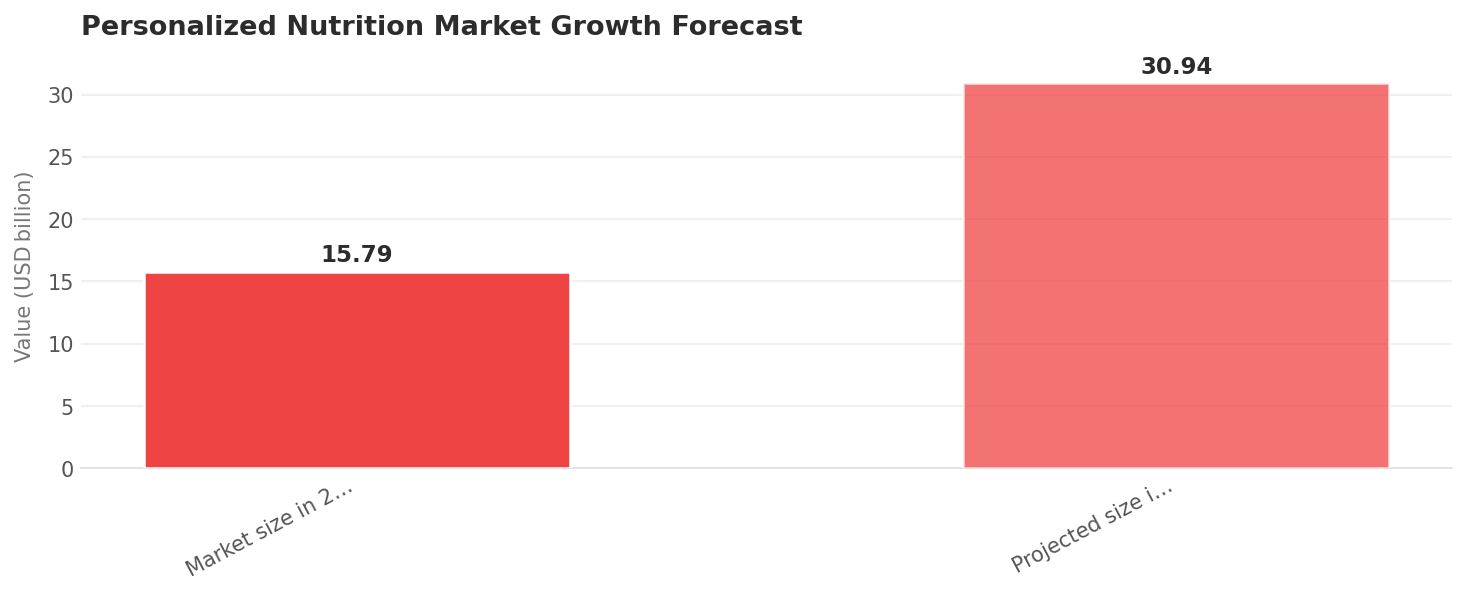 Personalized Nutrition Market Growth Forecast
Value (USD billion)
30
25
20
15
10
5
0
15.79
30.94
Market size in 2...
Projected size i...